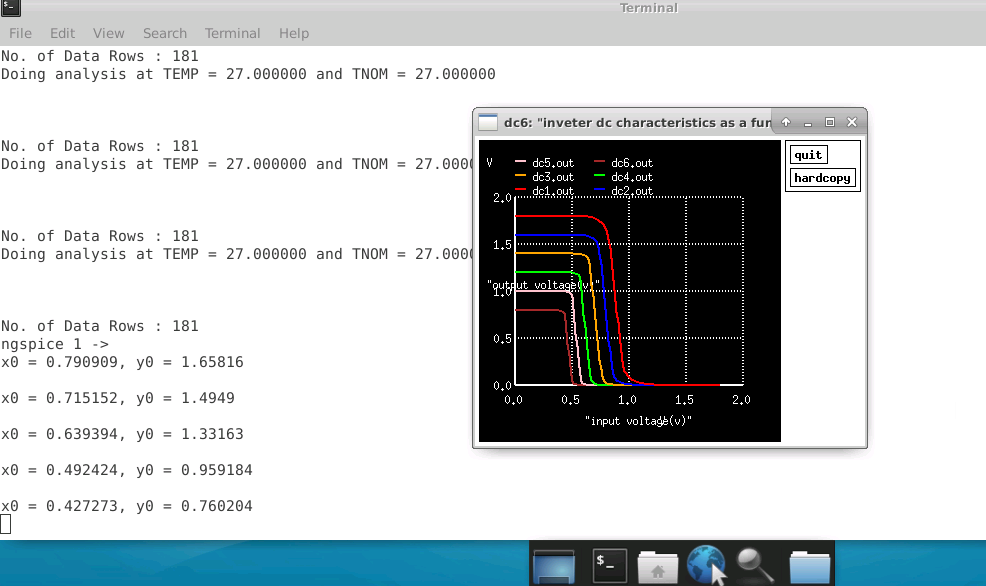 Terminal
File Edit View Search Terminal Help
No. of Data Rows : 181
Doing analysis at TEMP = 27.000000 and TNOM = 27.000000
No. of Data Rows : 181
Doing analysis at TEMP = 27.000000 and TNOM = 27.000
No. of Data Rows : 181
Doing analysis at TEMP = 27.000000 and TNOM = 27.000
No. of Data Rows : 181
ngspice 1 ->
x0 = 0.790909, y0 = 1.65816
x0 = 0.715152, y0 = 1.4949
x0 = 0.639394, y0 = 1.33163
x0 = 0.492424, y0 = 0.959184
x0 = 0.427273, y0 = 0.760204
dc6: "inveter dc characteristics as a fun
quit
hardcopy
V dc5.out dc6.out
dc3.out dc4.out
dc1.out dc2.out
2.0
1.5
"output voltage(v)"
1.0
0.5
0.0
0.0 0.5 1.0 1.5 2.0
"input voltage(v)"
$_
$_